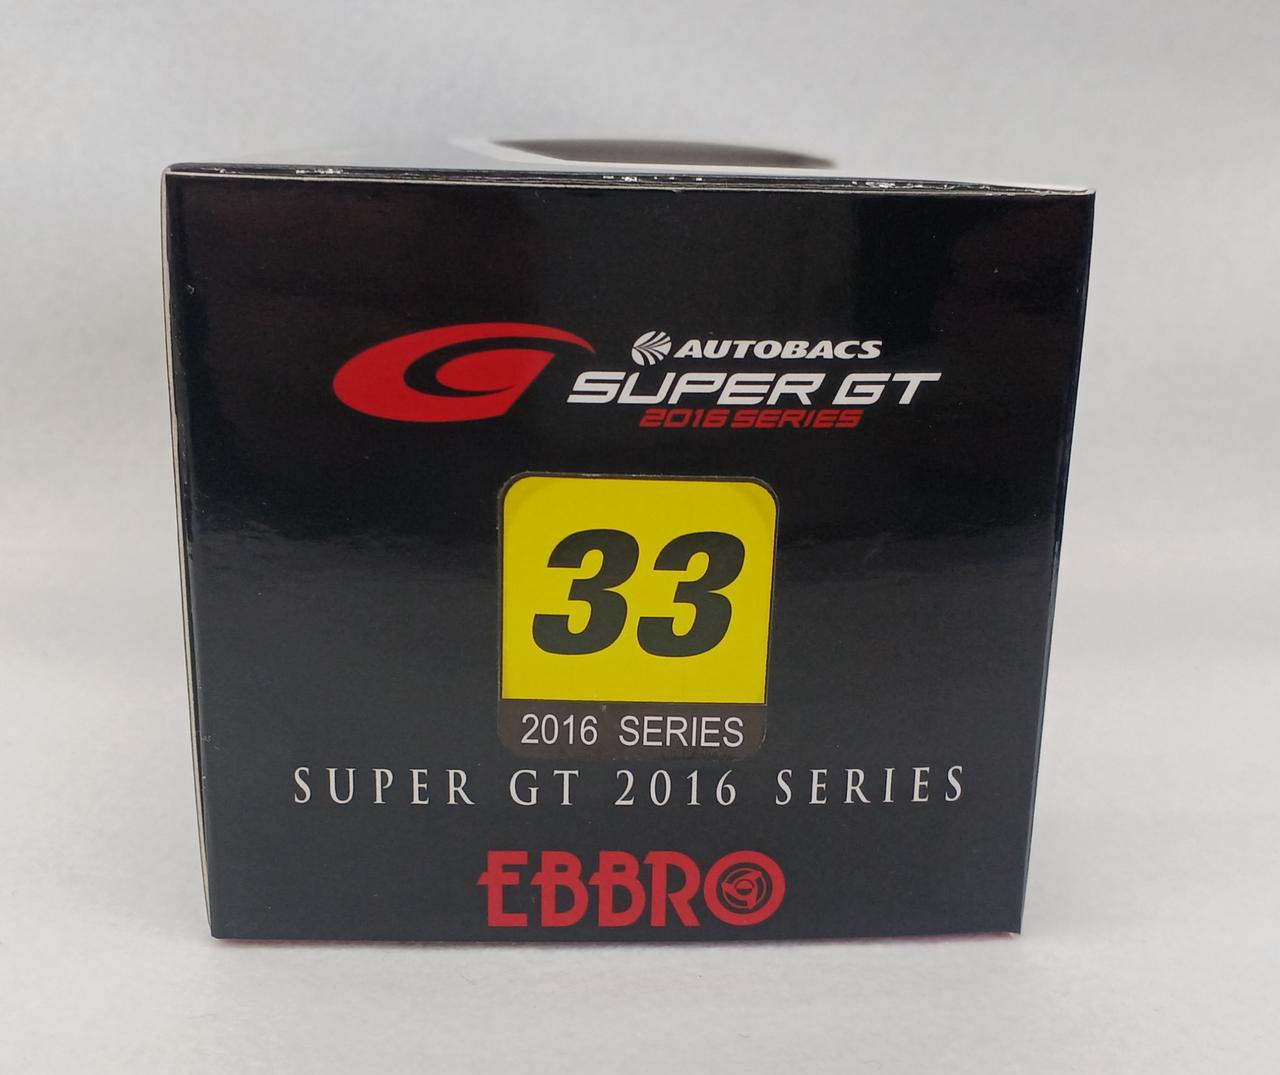 AUTOBACS
SUPER GT
2016 SERIES
33
2016 SERIES
SUPER GT 2016 SERIES
EBBRO